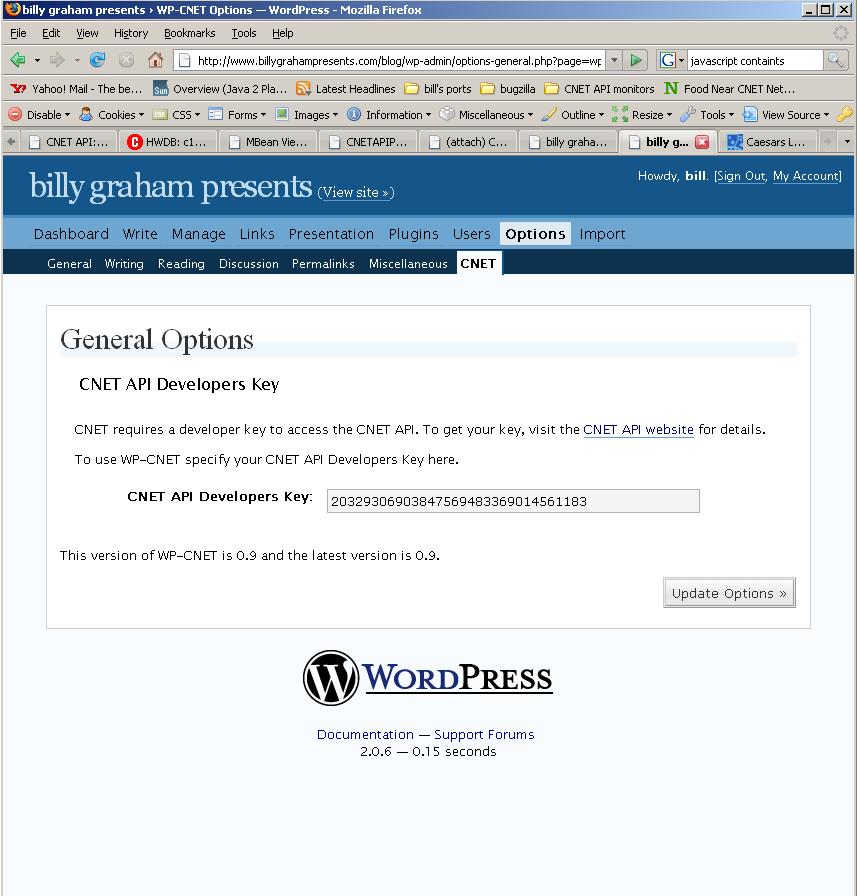 billy graham presents › WP-CNET Options — WordPress - Mozilla Firefox
File Edit View History Bookmarks Tools Help
http://www.billygrahampresents.com/blog/wp-admin/options-general.php?page=wp G javascript containts
Yahoo! Mail - The be... Overview (Java 2 Pla... Latest Headlines bill's ports bugzilla CNET API monitors N Food Near CNET Net...
Disable Cookies CSS Forms Images Information Miscellaneous Outline Resize Tools View Source
CNET API:... HWDB: c1... MBean Vie... CNETAPIP... (attach) C... billy graha... billy g... Caesars L...
billy graham presents (View site »)
Howdy, bill. [Sign Out, My Account]
Dashboard Write Manage Links Presentation Plugins Users Options Import
General Writing Reading Discussion Permalinks Miscellaneous CNET
General Options
CNET API Developers Key
CNET requires a developer key to access the CNET API. To get your key, visit the CNET API website for details.
To use WP-CNET specify your CNET API Developers Key here.
CNET API Developers Key: 20329306903847569483369014561183
This version of WP-CNET is 0.9 and the latest version is 0.9.
Update Options »
WORDPRESS
Documentation — Support Forums
2.0.6 — 0.15 seconds